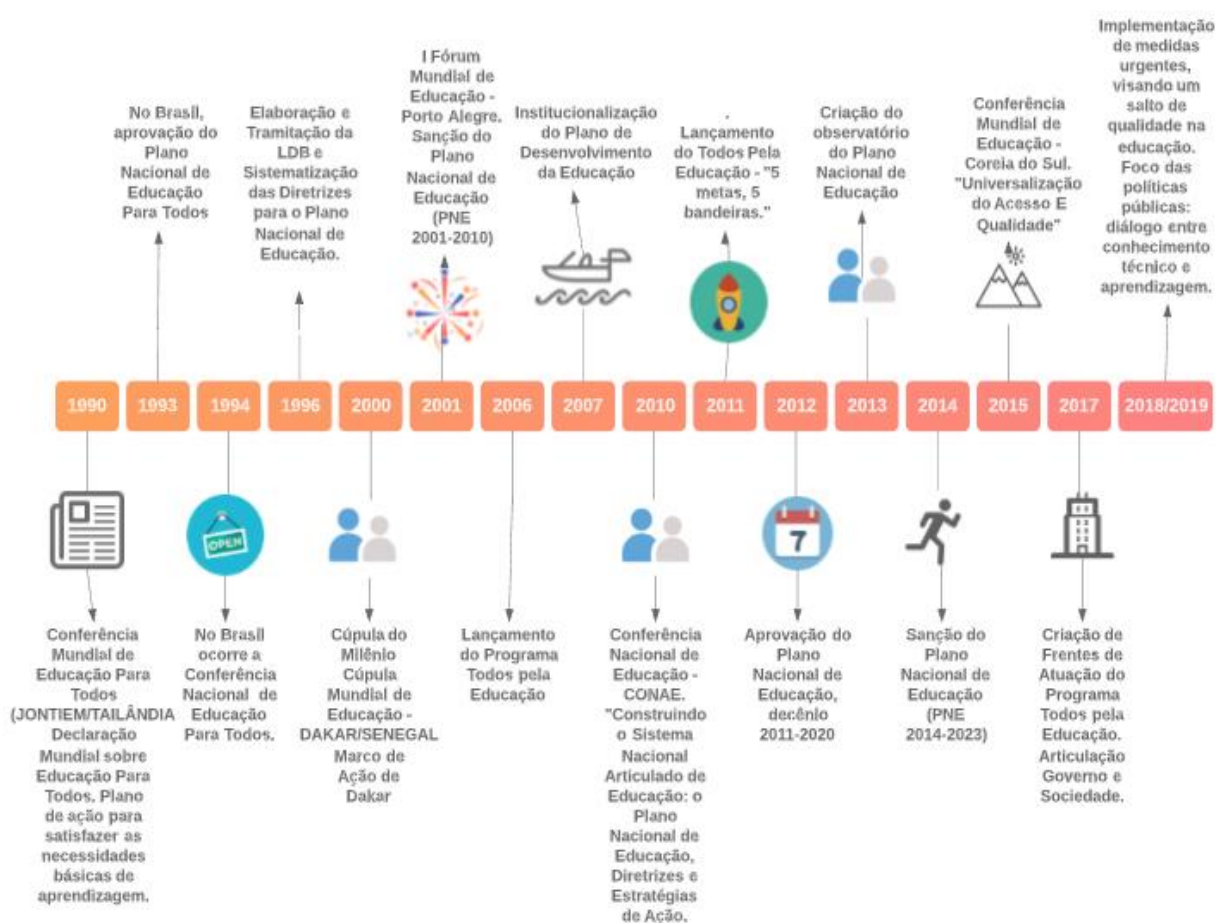 No Brasil,
aprovação do
Plano
Nacional de
Educação
Para Todos
Elaboração e
Tramitação da
LDB e
Sistematização
das Diretrizes
para o Plano
Nacional de
Educação.
I Fórum
Mundial de
Educação -
Porto Alegre.
Sanção do
Plano
Nacional de
Educação
(PNE
2001-2010)
Institucionalização
do Plano de
Desenvolvimento
da Educação
.
Lançamento
do Todos Pela
Educação - "5
metas, 5
bandeiras."
Criação do
observatório
do Plano
Nacional de
Educação
Conferência
Mundial de
Educação -
Coreia do Sul.
"Universalização
do Acesso E
Qualidade"
Implementação
de medidas
urgentes,
visando um
salto de
qualidade na
educação.
Foco das
políticas
públicas:
diálogo entre
conhecimento
técnico e
aprendizagem.
1990 1993 1994 1996 2000 2001 2006 2007 2010 2011 2012 2013 2014 2015 2017 2018/2019
OPEN
7
Conferência
Mundial de
Educação Para
Todos
(JONTIEM/TAILÂNDIA
Declaração
Mundial sobre
Educação Para
Todos. Plano
de ação para
satisfazer as
necessidades
básicas de
aprendizagem.
No Brasil
ocorre a
Conferência
Nacional de
Educação
Para Todos.
Cúpula do
Milênio
Cúpula
Mundial de
Educação -
DAKAR/SENEGAL
Marco de
Ação de
Dakar
Lançamento
do Programa
Todos pela
Educação
Conferência
Nacional de
Educação -
CONAE.
"Construindo
o Sistema
Nacional
Articulado de
Educação: o
Plano
Nacional de
Educação,
Diretrizes e
Estratégias
de Ação.
Aprovação do
Plano
Nacional de
Educação,
decênio
2011-2020
Sanção do
Plano
Nacional de
Educação
(PNE
2014-2023)
Criação de
Frentes de
Atuação do
Programa
Todos pela
Educação.
Articulação
Governo e
Sociedade.